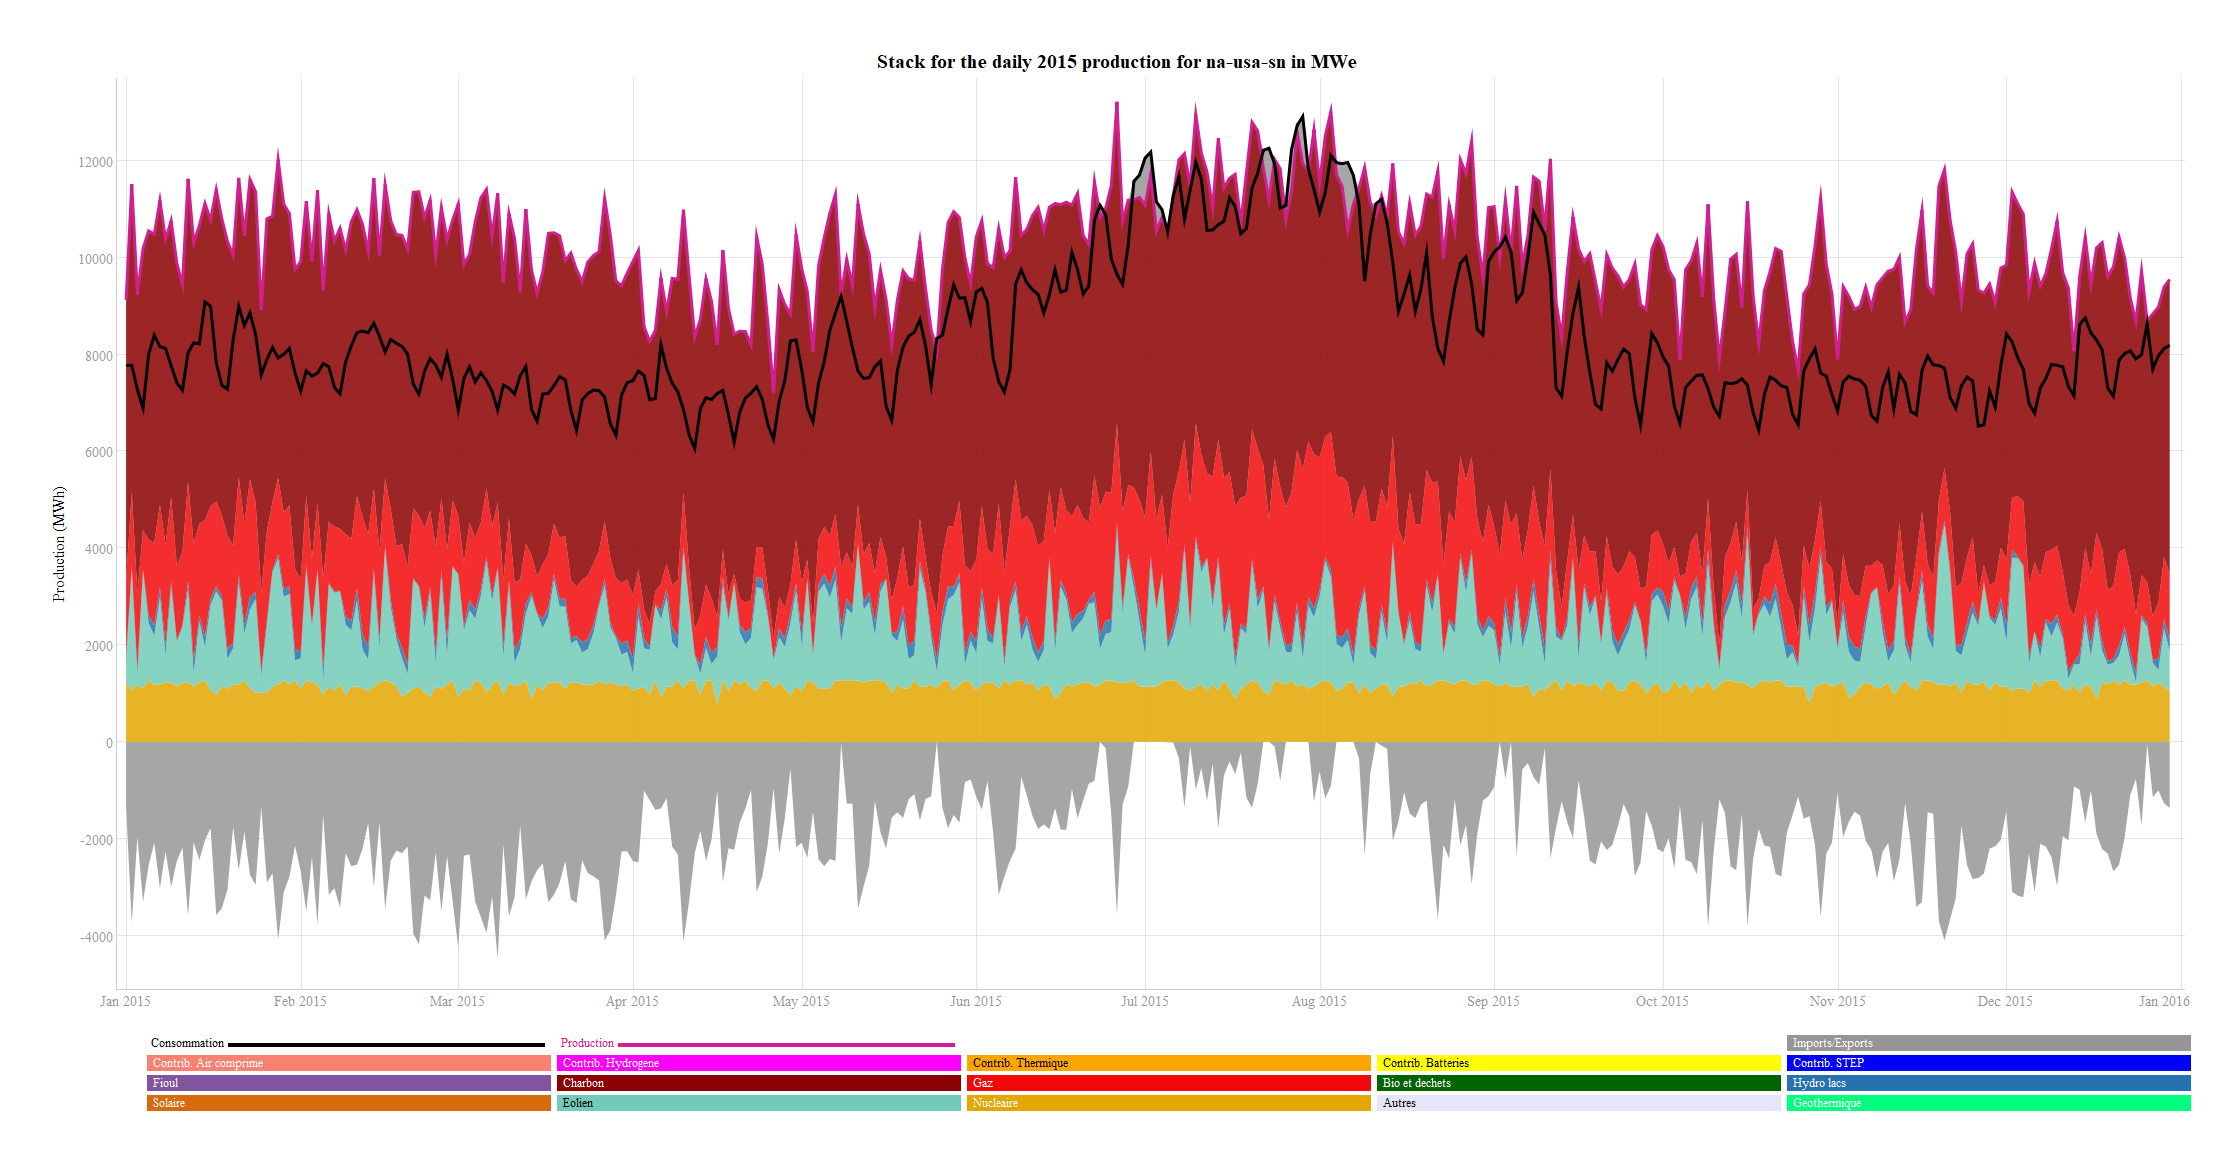 Stack for the daily 2015 production for na-usa-sn in MWe
Production (MWh)
12000
10000
8000
6000
4000
2000
0
-2000
-4000
Jan 2015 Feb 2015 Mar 2015 Apr 2015 May 2015 Jun 2015 Jul 2015 Aug 2015 Sep 2015 Oct 2015 Nov 2015 Dec 2015 Jan 2016
Consommation Production Imports/Exports
Contrib. Air comprime Contrib. Hydrogene Contrib. Thermique Contrib. Batteries Contrib. STEP
Fioul Charbon Gaz Bio et dechets Hydro lacs
Solaire Eolien Nucleaire Autres Geothermique